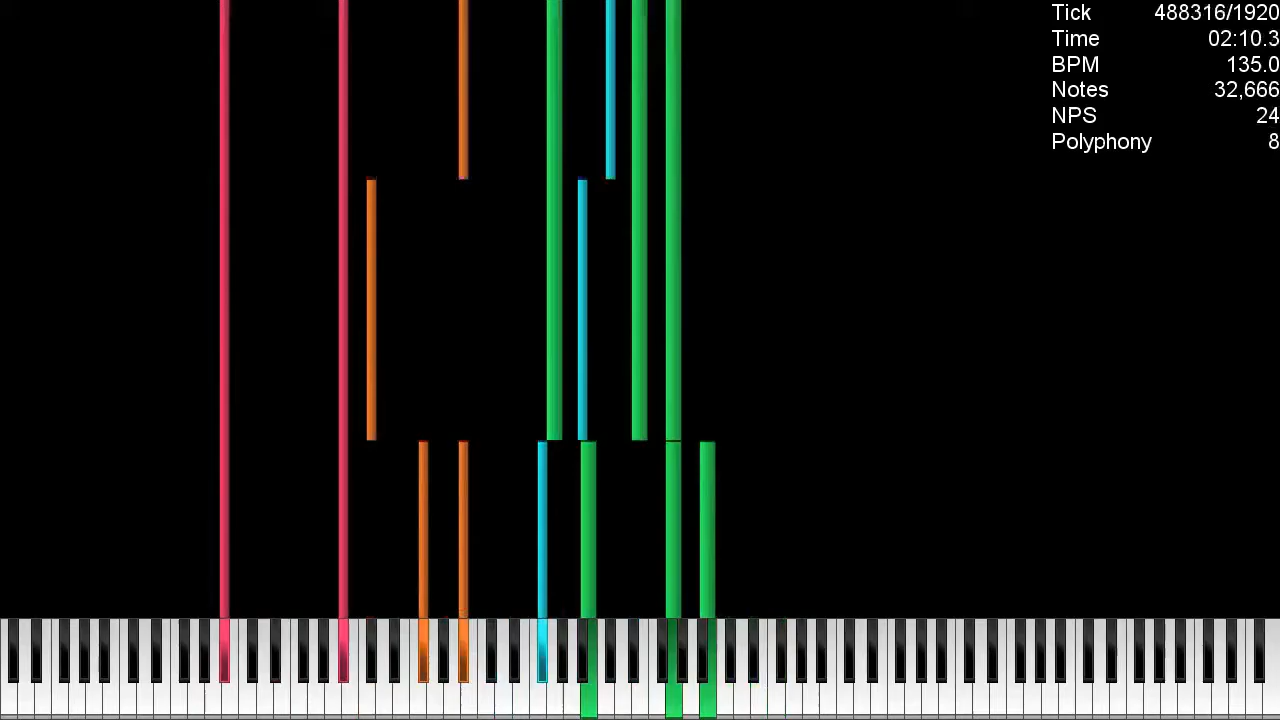 Tick 488316/1920
Time 02:10.3
BPM 135.0
Notes 32,666
NPS 24
Polyphony 8